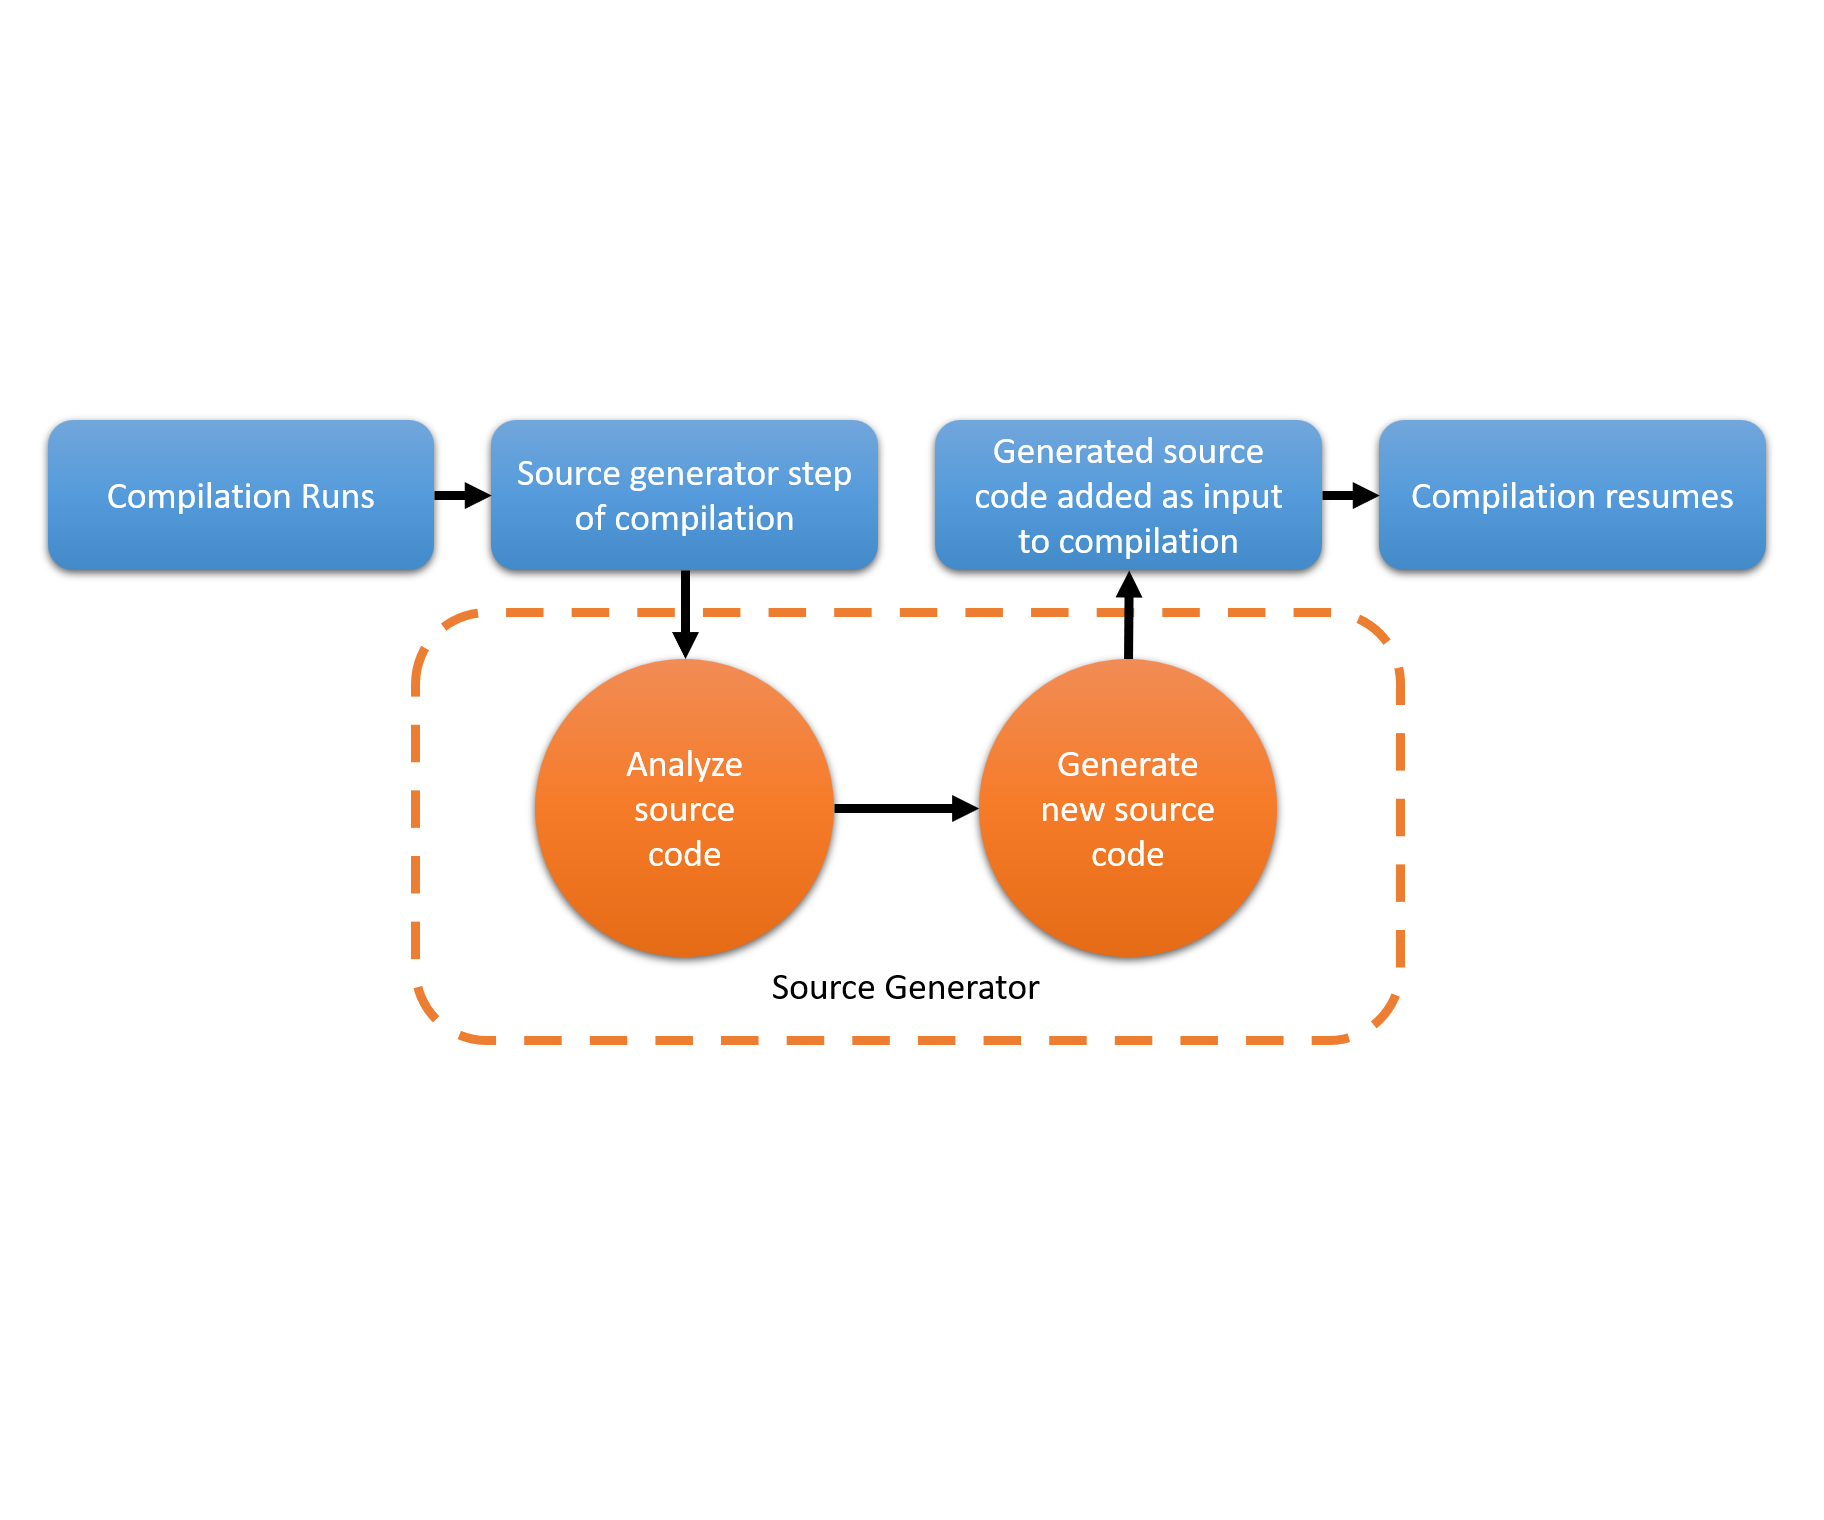 Compilation Runs
Source generator step
of compilation
Generated source
code added as input
to compilation
Compilation resumes
Analyze
source
code
Generate
new source
code
Source Generator